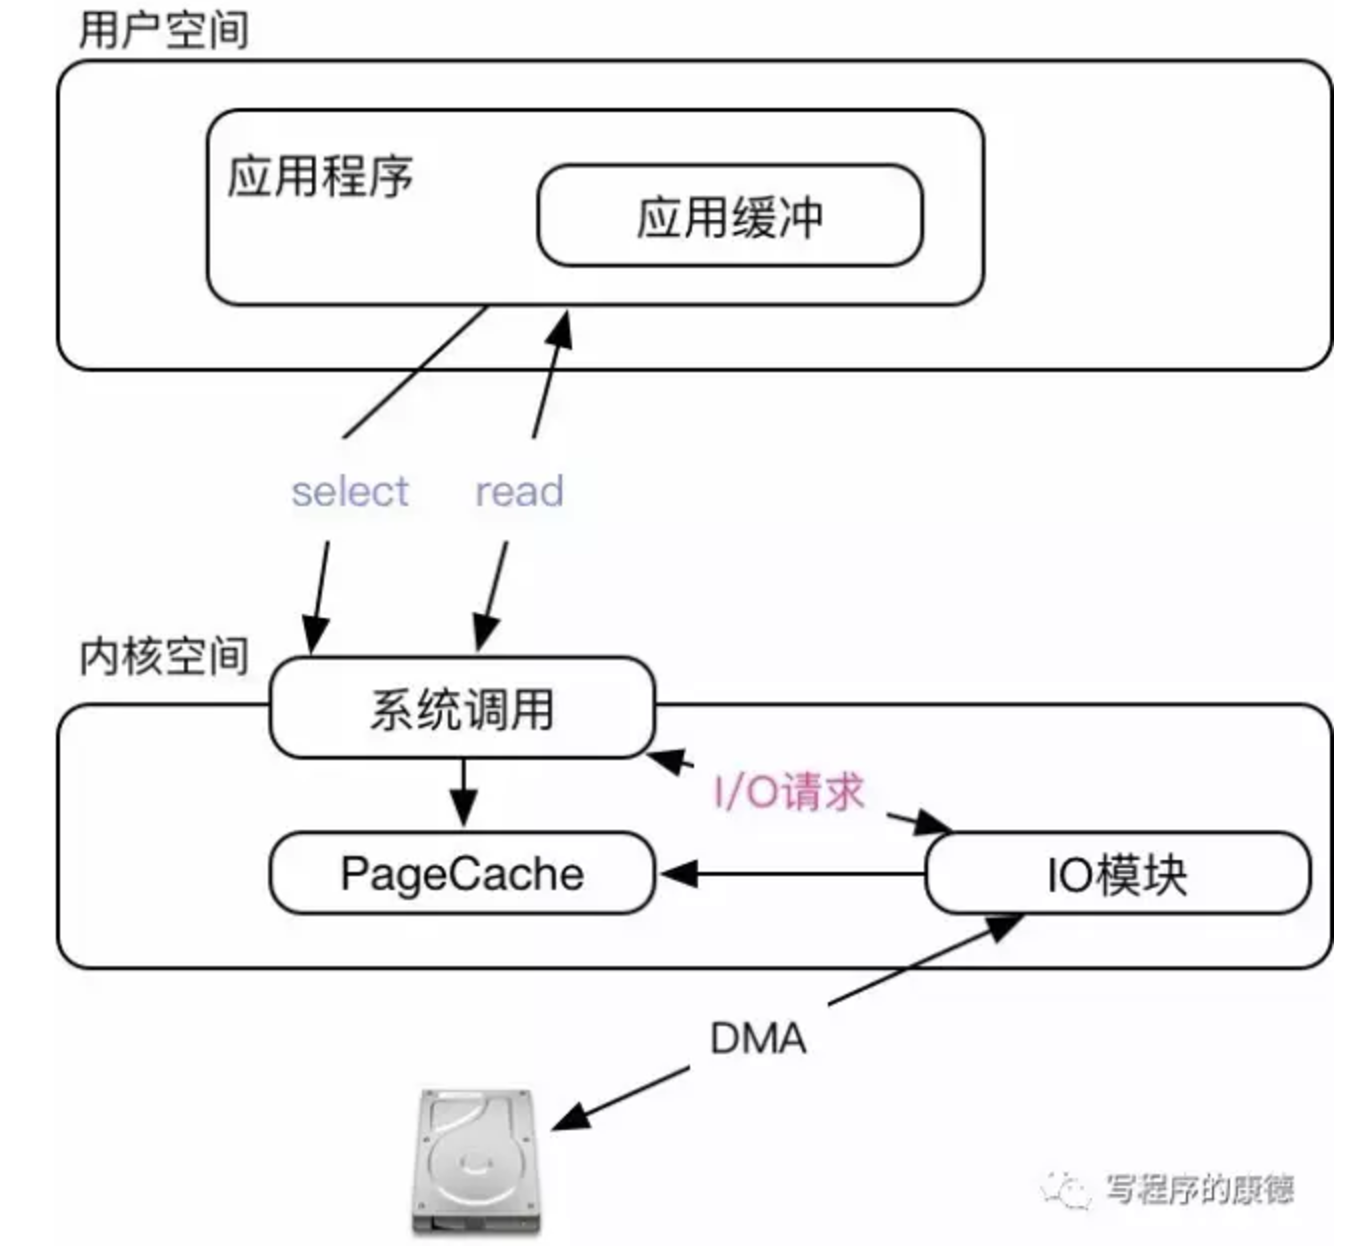 用户空间
应用程序
应用缓冲
select
read
内核空间
系统调用
I/O请求
PageCache
IO模块
DMA
写程序的康德